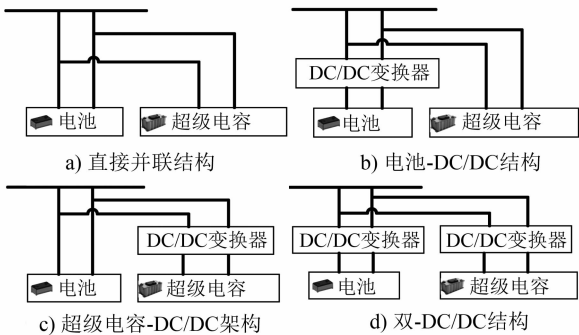 电池
超级电容
a) 直接并联结构
DC/DC变换器
电池
超级电容
b) 电池-DC/DC结构
DC/DC变换器
电池
超级电容
c) 超级电容-DC/DC架构
DC/DC变换器
DC/DC变换器
电池
超级电容
d) 双-DC/DC结构